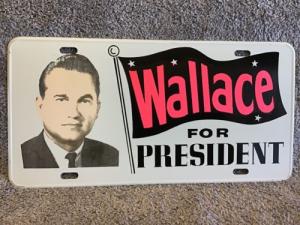 ©
Wallace
FOR
PRESIDENT